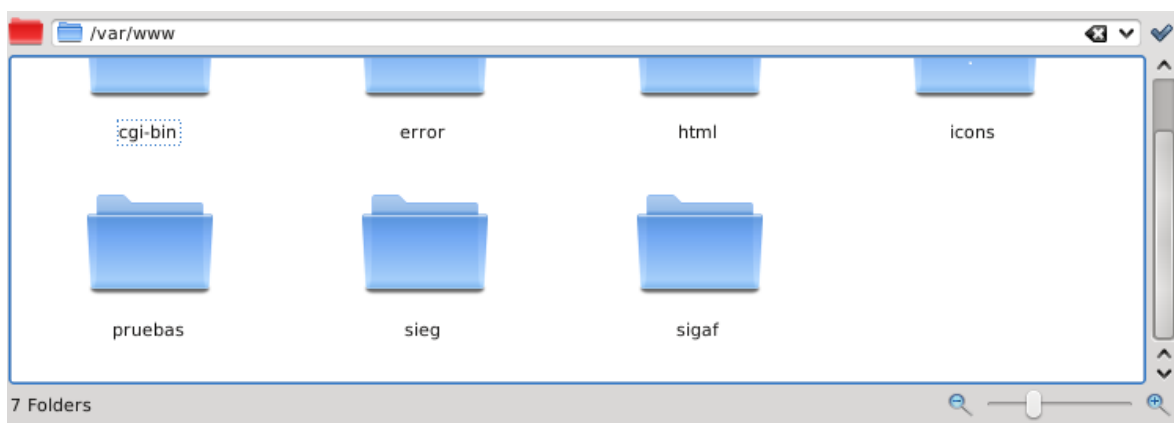 /var/www
cgi-bin error html icons
pruebas sieg sigaf
7 Folders